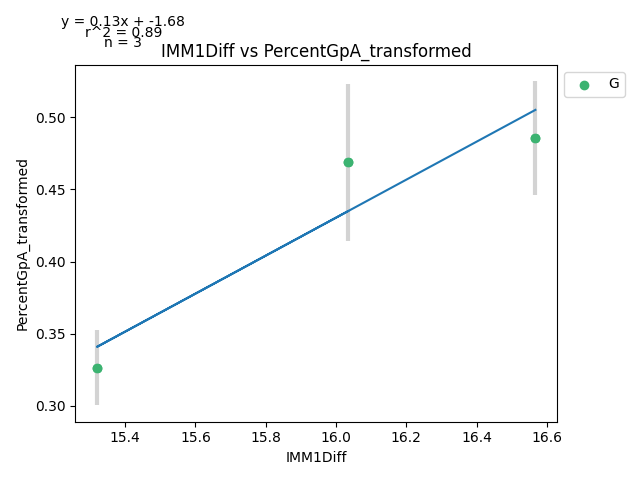 y = 0.13x + -1.68
r^2 = 0.89
n = 3
IMM1Diff vs PercentGpA_transformed
G
PercentGpA_transformed
0.50
0.45
0.40
0.35
0.30
15.4 15.6 15.8 16.0 16.2 16.4 16.6
IMM1Diff